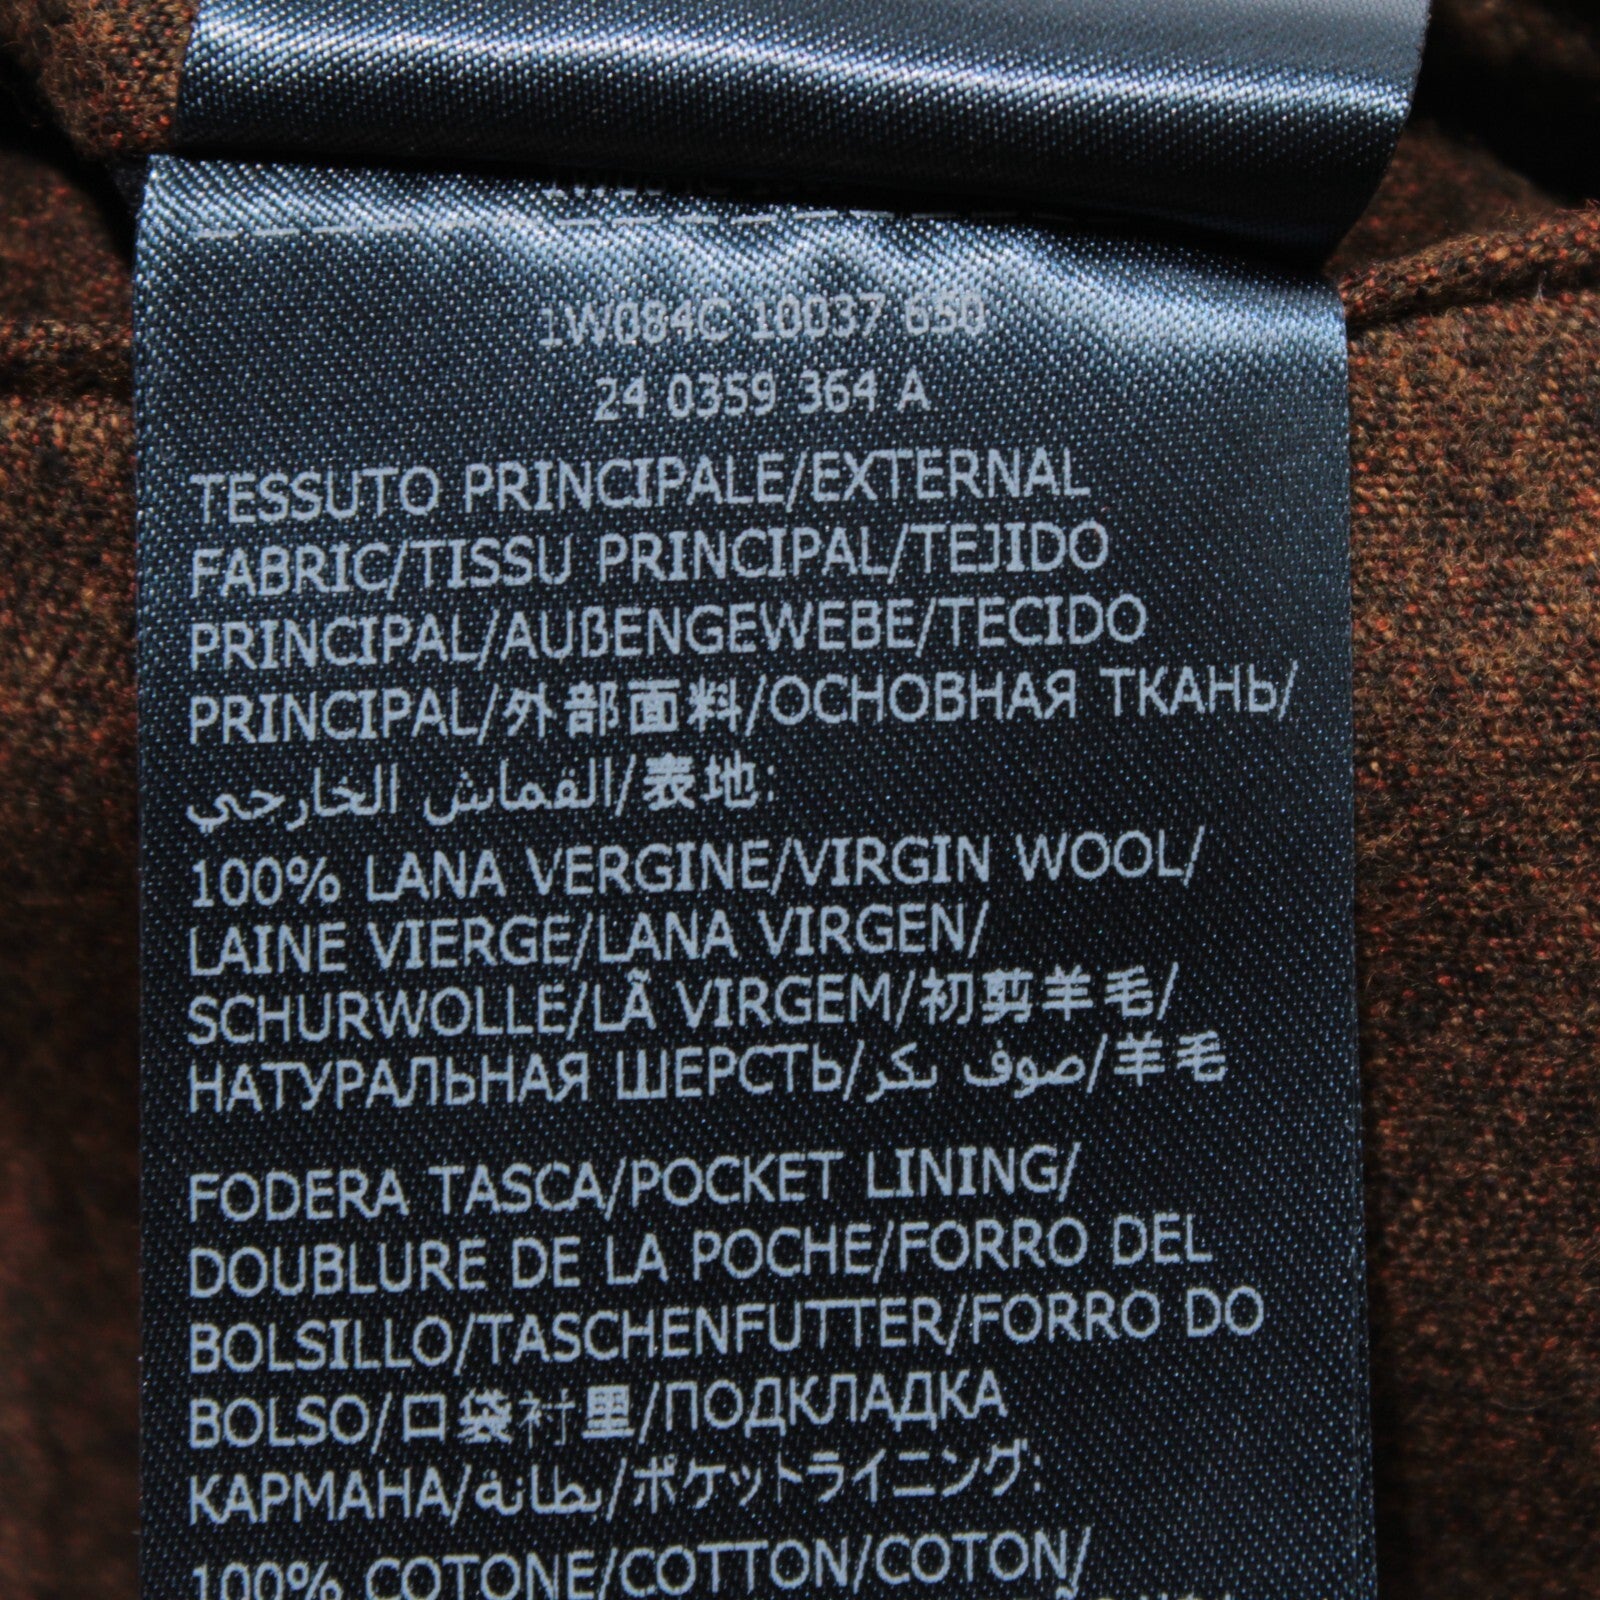 1W084C 10037 650
24 0359 364 A
TESSUTO PRINCIPALE/EXTERNAL
FABRIC/TISSU PRINCIPAL/TEJIDO
PRINCIPAL/AUßENGEWEBE/TECIDO
PRINCIPAL/外部面料/ОСНОВНАЯ ТКАНЬ/
القماش الخارجي/表地:
100% LANA VERGINE/VIRGIN WOOL/
LAINE VIERGE/LANA VIRGEN/
SCHURWOLLE/LÃ VIRGEM/初剪羊毛/
НАТУРАЛЬНАЯ ШЕРСТЬ/صوف بكر/羊毛
FODERA TASCA/POCKET LINING/
DOUBLURE DE LA POCHE/FORRO DEL
BOLSILLO/TASCHENFUTTER/FORRO DO
BOLSO/口袋衬里/ПОДКЛАДКА
КАРМАНА/بطانة/ポケットライニング:
100% COTONE/COTTON/COTON/